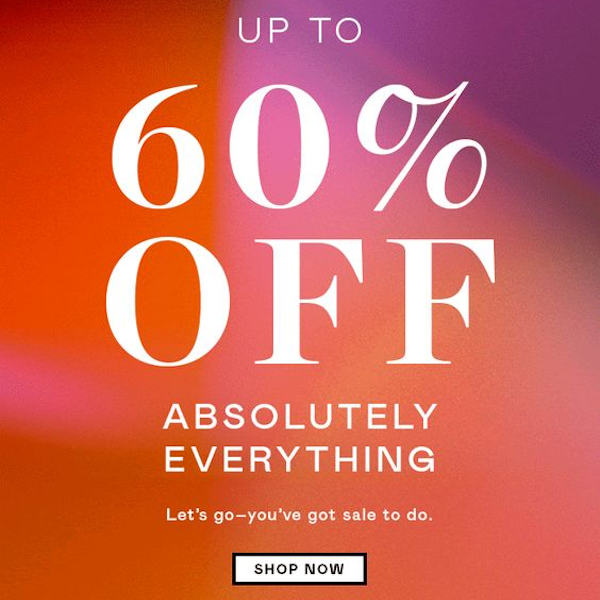 UP TO
60%
OFF
ABSOLUTELY
EVERYTHING
Let's go—you've got sale to do.
SHOP NOW